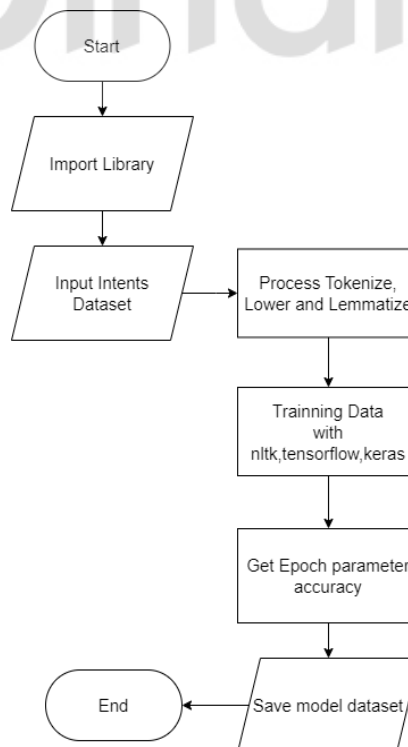 Start
Import Library
Input Intents
Dataset
Process Tokenize,
Lower and Lemmatize
Trainning Data
with
nltk,tensorflow,keras
Get Epoch parameter
accuracy
Save model dataset
End